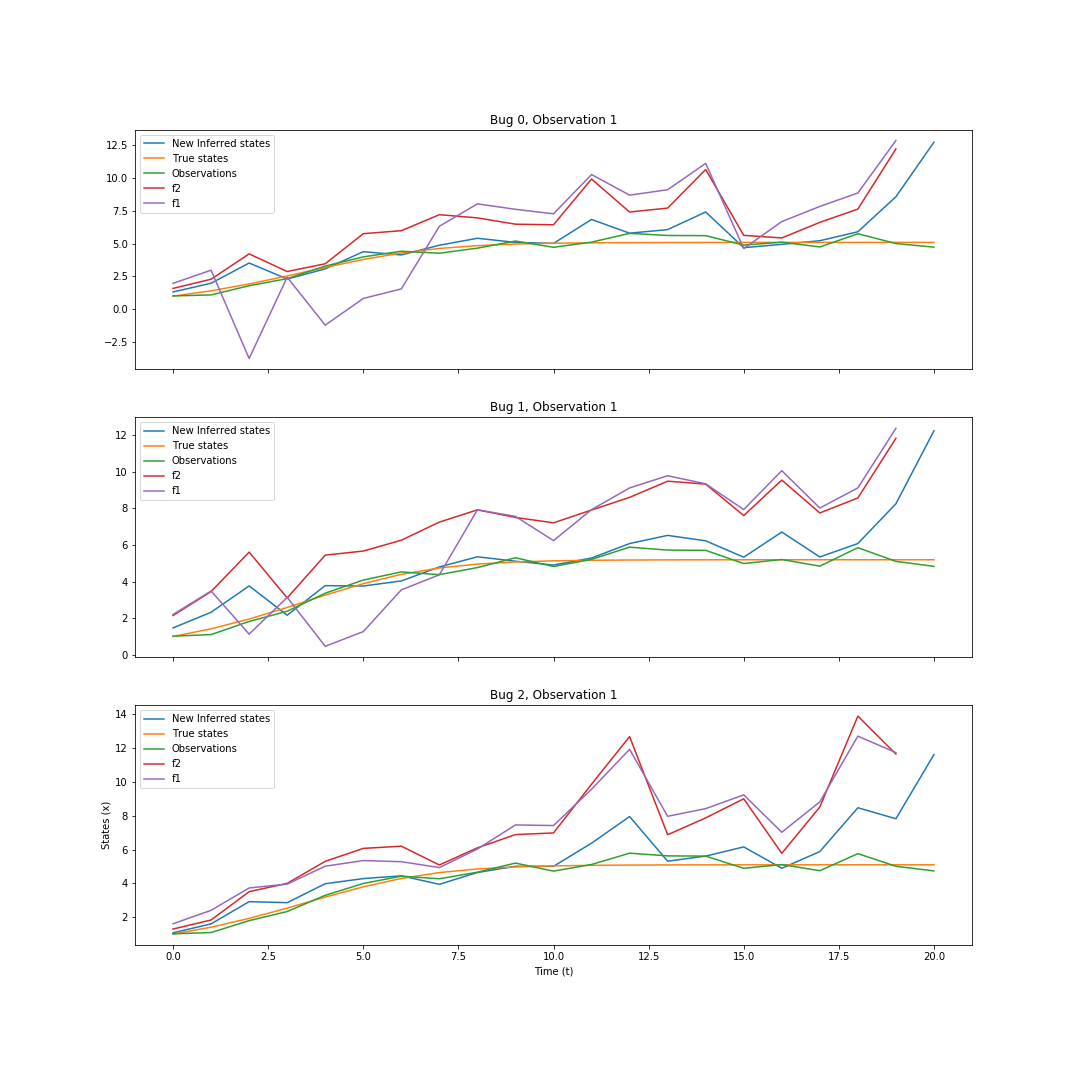 Bug 0, Observation 1
12.5
10.0
7.5
5.0
2.5
0.0
−2.5
New Inferred states
True states
Observations
f2
f1
Bug 1, Observation 1
12
10
8
6
4
2
0
New Inferred states
True states
Observations
f2
f1
Bug 2, Observation 1
14
12
10
8
6
4
2
States (x)
New Inferred states
True states
Observations
f2
f1
0.0 2.5 5.0 7.5 10.0 12.5 15.0 17.5 20.0
Time (t)